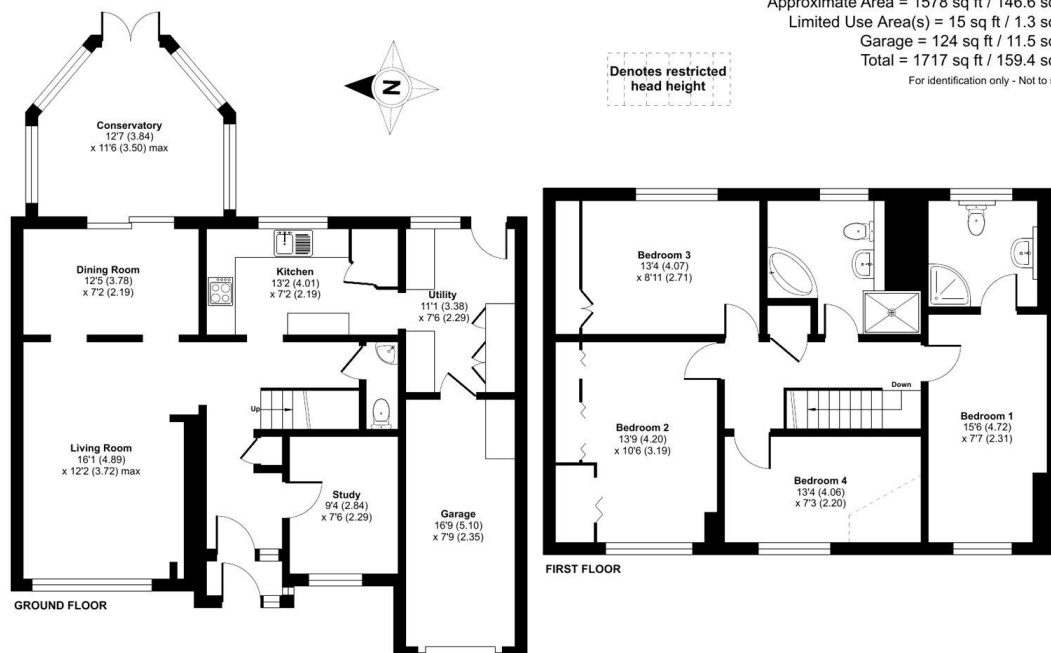 Approximate Area = 1578 sq ft / 146.6 sq
Limited Use Area(s) = 15 sq ft / 1.3 sq
Garage = 124 sq ft / 11.5 sq
Total = 1717 sq ft / 159.4 sq
For identification only - Not to
Denotes restricted
head height
N
Conservatory
12'7 (3.84)
x 11'6 (3.50) max
Dining Room
12'5 (3.78)
x 7'2 (2.19)
Kitchen
13'2 (4.01)
x 7'2 (2.19)
Utility
11'1 (3.38)
x 7'6 (2.29)
Up
Living Room
16'1 (4.89)
x 12'2 (3.72) max
Study
9'4 (2.84)
x 7'6 (2.29)
Garage
16'9 (5.10)
x 7'9 (2.35)
GROUND FLOOR
Bedroom 3
13'4 (4.07)
x 8'11 (2.71)
Down
Bedroom 2
13'9 (4.20)
x 10'6 (3.19)
Bedroom 1
15'6 (4.72)
x 7'7 (2.31)
Bedroom 4
13'4 (4.06)
x 7'3 (2.20)
FIRST FLOOR